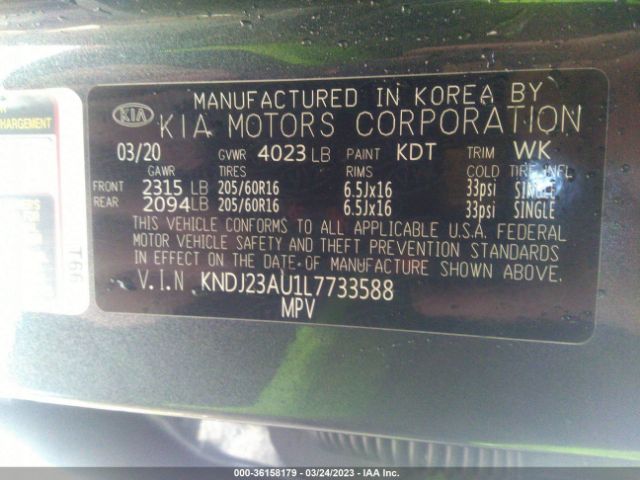 HARGEMENT
MANUFACTURED IN KOREA BY
KIA
KIA MOTORS CORPORATION
03/20 GVWR 4023 LB PAINT KDT TRIM WK
GAWR TIRES RIMS COLD TIRE INFL
FRONT 2315 LB 205/60R16 6.5Jx16 33psi SINGLE
REAR 2094 LB 205/60R16 6.5Jx16 33psi SINGLE
THIS VEHICLE CONFORMS TO ALL APPLICABLE U.S.A. FEDERAL
MOTOR VEHICLE SAFETY AND THEFT PREVENTION STANDARDS
IN EFFECT ON THE DATE OF MANUFACTURE SHOWN ABOVE.
V.I.N KNDJ23AU1L7733588
MPV
T66
000-36158179 — 03/24/2023 — IAA Inc.